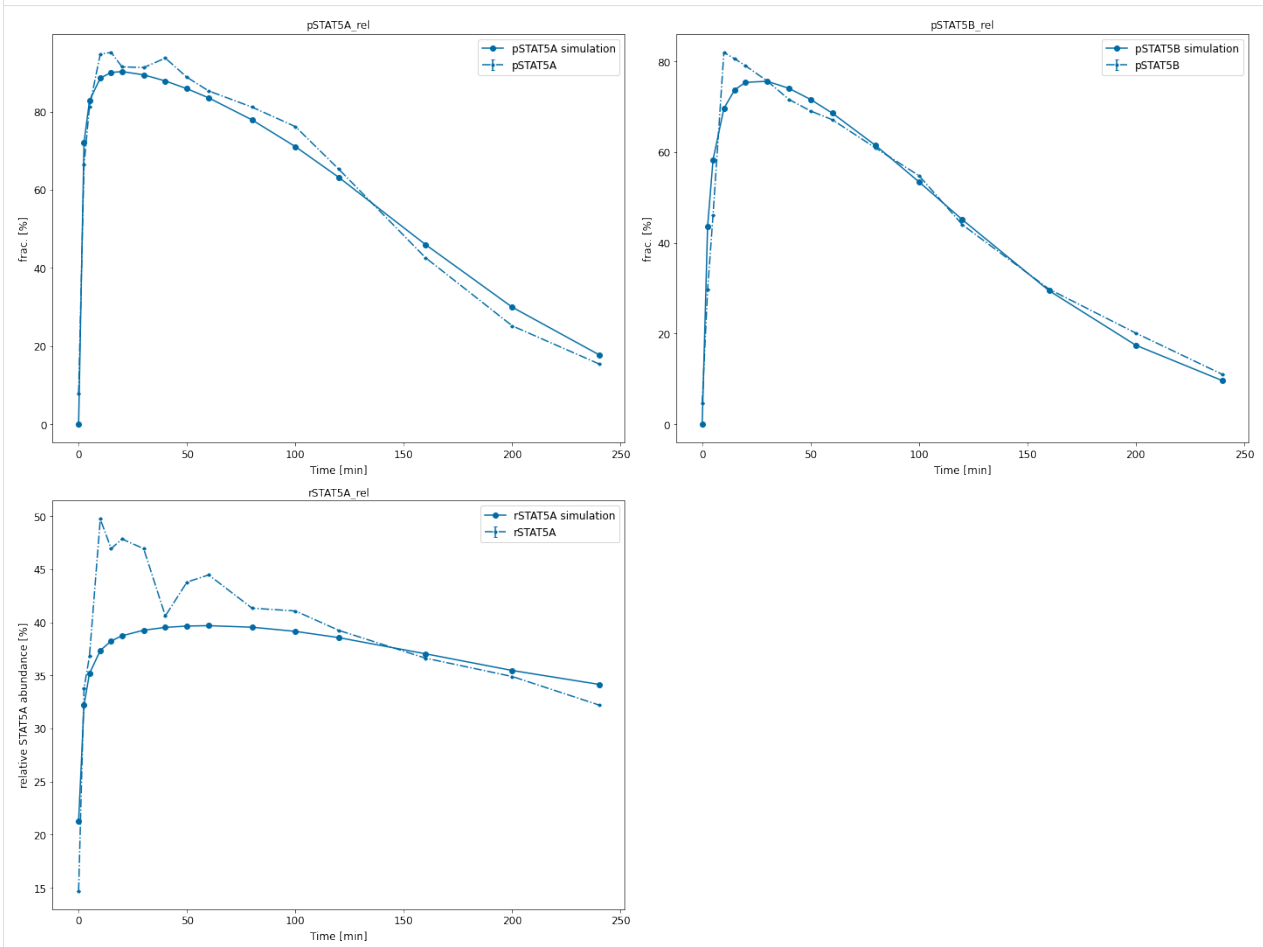 pSTAT5A_rel
pSTAT5A simulation
pSTAT5A
frac. [%]
80
60
40
20
0
0 50 100 150 200 250
Time [min]
pSTAT5B_rel
pSTAT5B simulation
pSTAT5B
frac. [%]
80
60
40
20
0
0 50 100 150 200 250
Time [min]
rSTAT5A_rel
rSTAT5A simulation
rSTAT5A
relative STAT5A abundance [%]
50
45
40
35
30
25
20
15
0 50 100 150 200 250
Time [min]